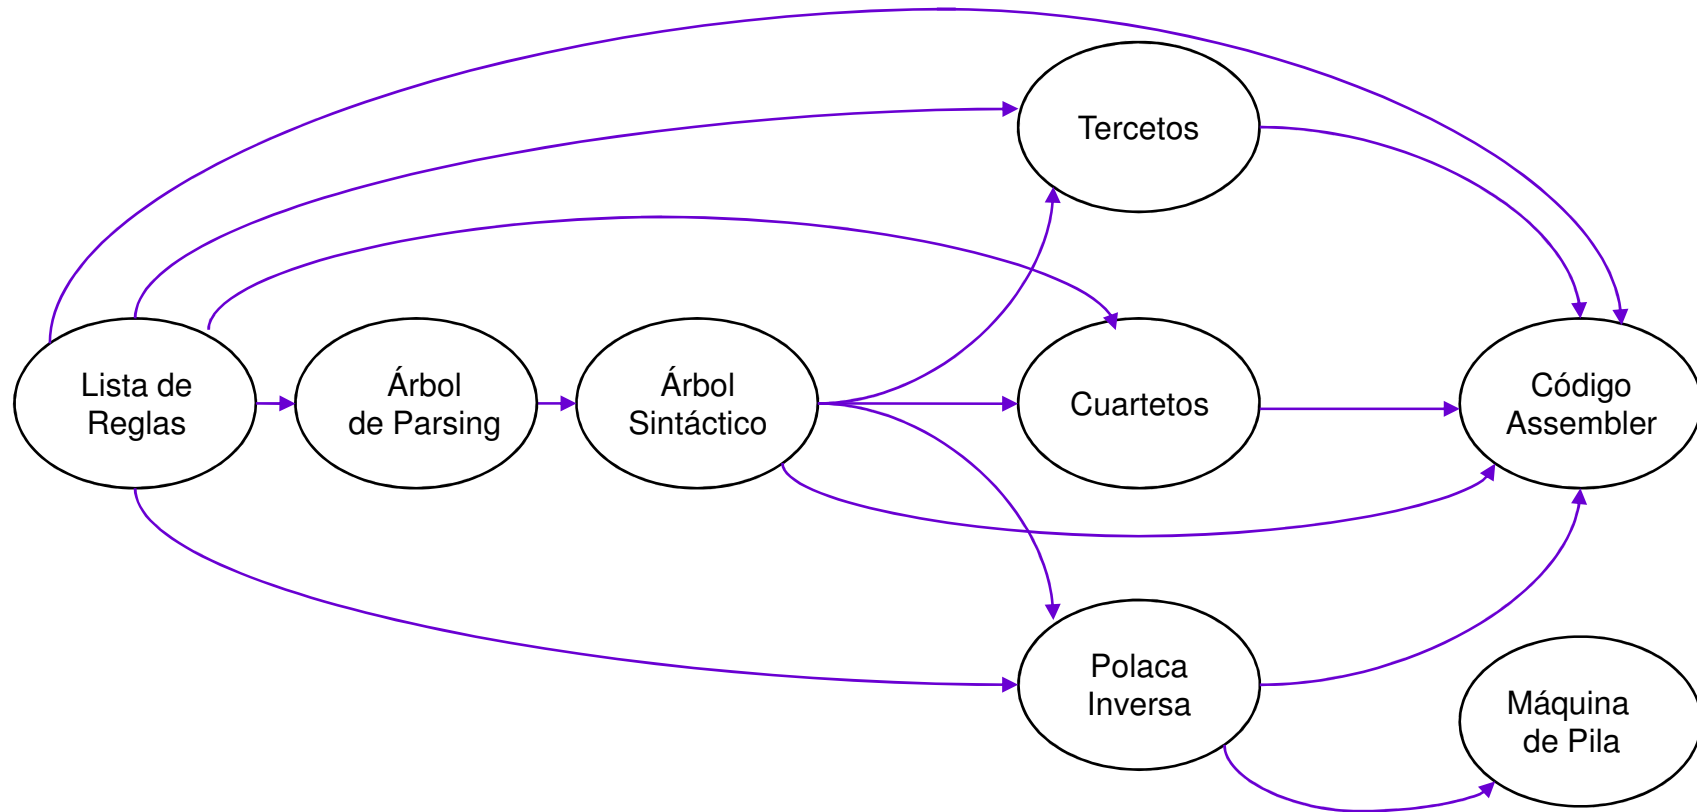 Tercetos
Lista de
Reglas
Árbol
de Parsing
Árbol
Sintáctico
Cuartetos
Código
Assembler
Polaca
Inversa
Máquina
de Pila